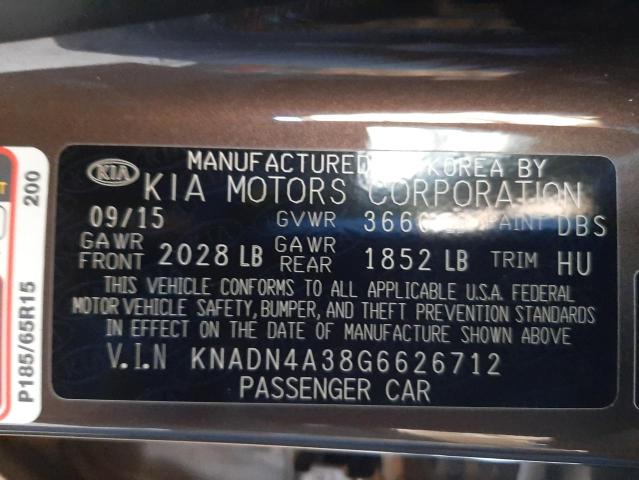 MANUFACTURED KOREA BY
KIA KIA MOTORS CORPORATION
09/15 GVWR PAINT DBS
GAWR FRONT 2028 LB GAWR REAR 1852 LB TRIM HU
THIS VEHICLE CONFORMS TO ALL APPLICABLE U.S.A. FEDERAL
MOTOR VEHICLE SAFETY, BUMPER, AND THEFT PREVENTION STANDARDS
IN EFFECT ON THE DATE OF MANUFACTURE SHOWN ABOVE
V.I.N KNADN4A38G6626712
PASSENGER CAR
P185/65R15
200